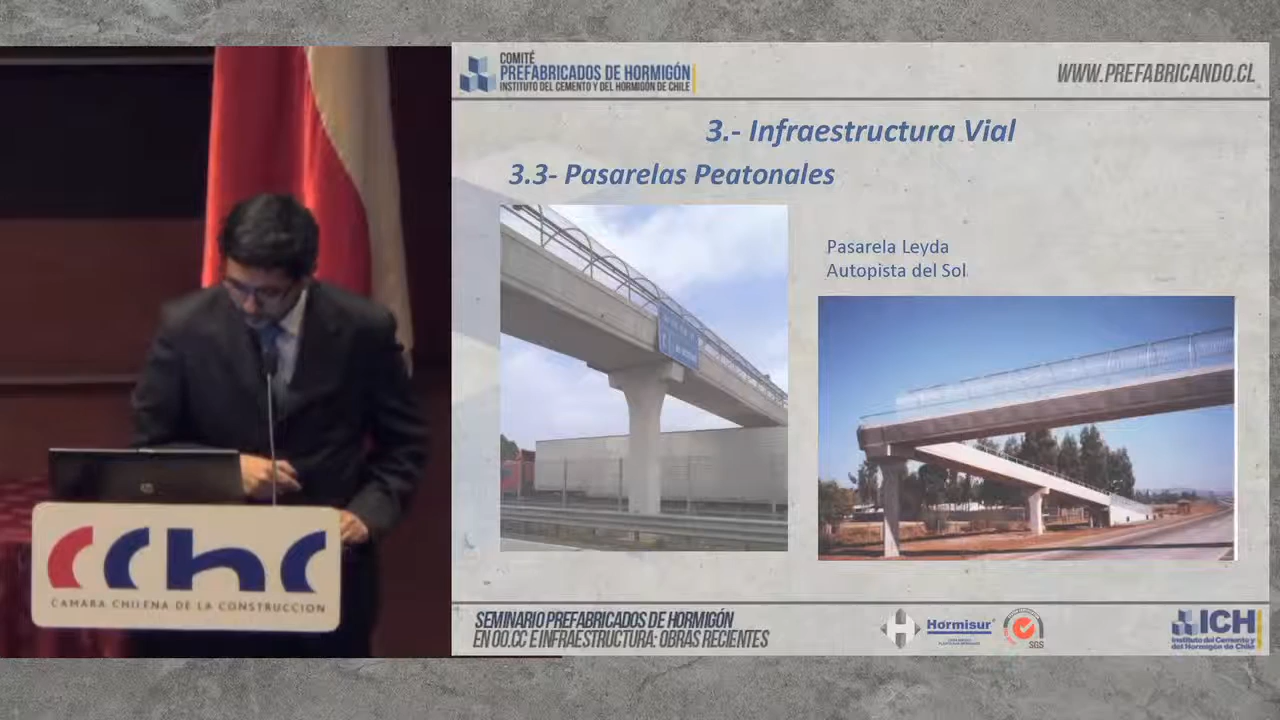 COMITÉ
PREFABRICADOS DE HORMIGÓN
INSTITUTO DEL CEMENTO Y DEL HORMIGÓN DE CHILE
WWW.PREFABRICANDO.CL
3.- Infraestructura Vial
3.3- Pasarelas Peatonales
Pasarela Leyda
Autopista del Sol
CChC
CAMARA CHILENA DE LA CONSTRUCCION
SEMINARIO PREFABRICADOS DE HORMIGÓN
EN OO.CC E INFRAESTRUCTURA: OBRAS RECIENTES
H
Hormisur
SGS
ICH
Instituto del Cemento y
del Hormigón de Chile